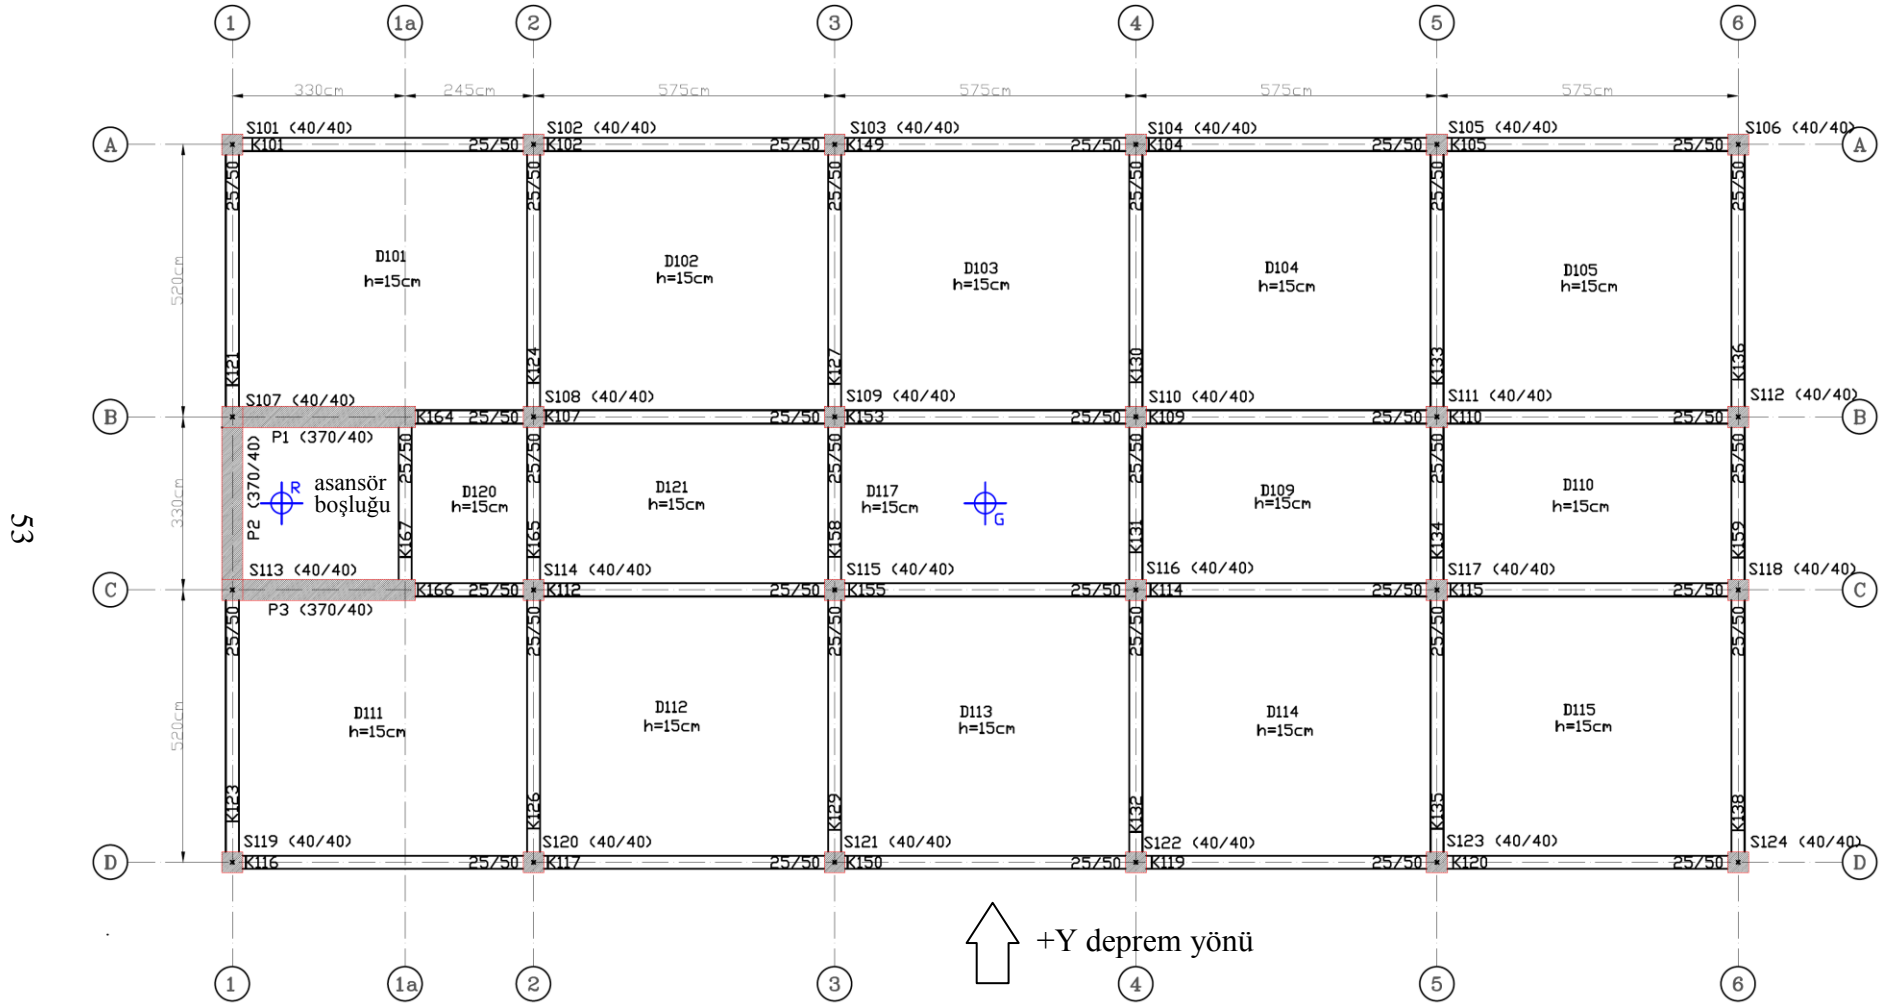 1 1a 2 3 4 5 6
330cm 245cm 575cm 575cm 575cm 575cm
S101 (40/40) S102 (40/40) S103 (40/40) S104 (40/40) S105 (40/40) S106 (40/40)
A K101 25/50 K102 25/50 K149 25/50 K104 25/50 K105 25/50 A
25/50 25/50 25/50 25/50 25/50 25/50
520cm
D101 D102 D103 D104 D105
h=15cm h=15cm h=15cm h=15cm h=15cm
K121 K124 K127 K130 K133 K136
S107 (40/40) S108 (40/40) S109 (40/40) S110 (40/40) S111 (40/40) S112 (40/40)
B K164 25/50 K107 25/50 K153 25/50 K109 25/50 K110 25/50 B
P1 (370/40)
25/50 25/50 25/50 25/50 25/50 25/50
330cm
P2 (370/40)
R asansör
boşluğu
D120 D121 D117 D109 D110
h=15cm h=15cm h=15cm h=15cm h=15cm
G
53
K167 K165 K158 K131 K134 K159
S113 (40/40) S114 (40/40) S115 (40/40) S116 (40/40) S117 (40/40) S118 (40/40)
C K166 25/50 K112 25/50 K155 25/50 K114 25/50 K115 25/50 C
P3 (370/40)
25/50 25/50 25/50 25/50 25/50 25/50
520cm
D111 D112 D113 D114 D115
h=15cm h=15cm h=15cm h=15cm h=15cm
K123 K126 K129 K132 K135 K138
S119 (40/40) S120 (40/40) S121 (40/40) S122 (40/40) S123 (40/40) S124 (40/40)
D K116 25/50 K117 25/50 K150 25/50 K119 25/50 K120 25/50 D
+Y deprem yönü
1 1a 2 3 4 5 6